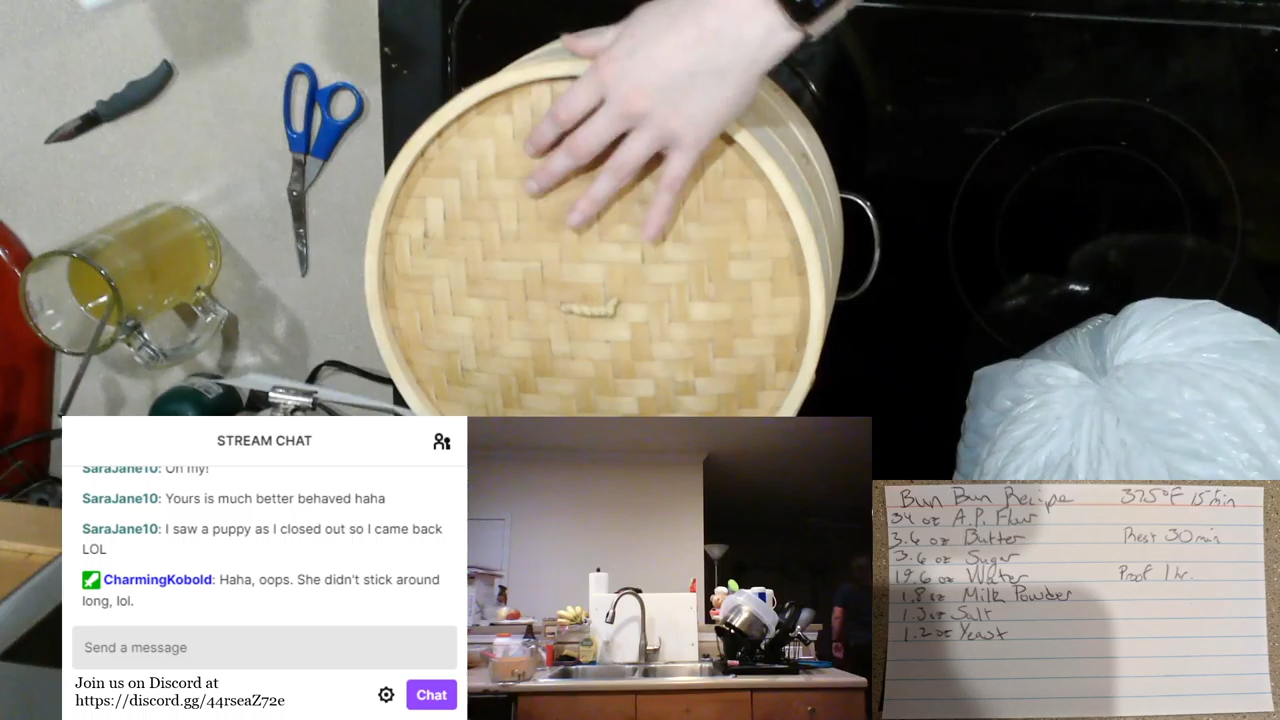 STREAM CHAT
SaraJane10: Oh my!
SaraJane10: Yours is much better behaved haha
SaraJane10: I saw a puppy as I closed out so I came back
LOL
CharmingKobold: Haha, oops. She didn't stick around
long, lol.
Send a message
Join us on Discord at
https://discord.gg/44rseaZ72e
Chat
Bun Bun Recipe 375°F 15 min
34 oz A.P. Flour
3.6 oz Butter Rest 30 min
3.6 oz Sugar
19.6 oz Water Proof 1 hr.
1.8 oz Milk Powder
1.3 oz Salt
1.2 oz Yeast